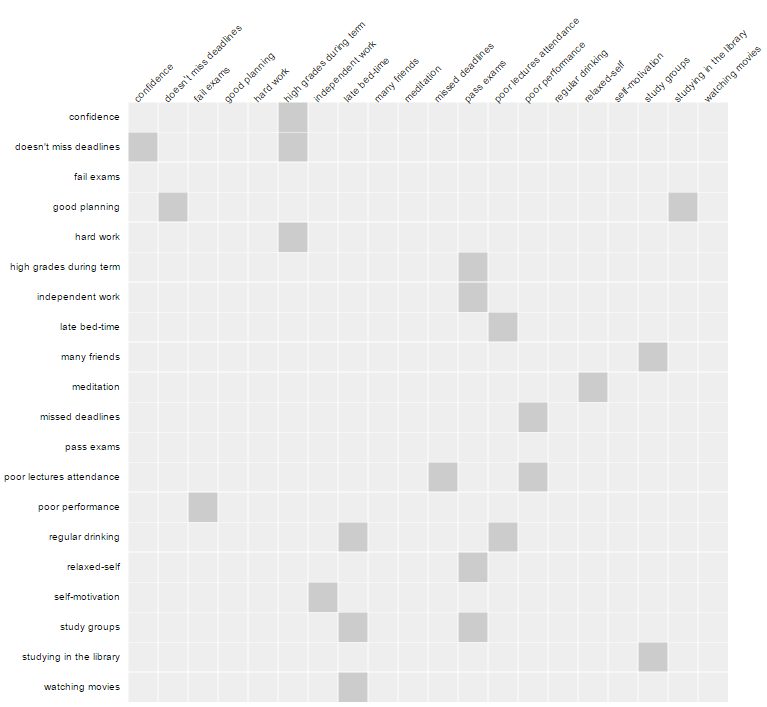 confidence
doesn't miss deadlines
fail exams
good planning
hard work
high grades during term
independent work
late bed-time
many friends
meditation
missed deadlines
pass exams
poor lectures attendance
poor performance
regular drinking
relaxed-self
self-motivation
study groups
studying in the library
watching movies
confidence
doesn't miss deadlines
fail exams
good planning
hard work
high grades during term
independent work
late bed-time
many friends
meditation
missed deadlines
pass exams
poor lectures attendance
poor performance
regular drinking
relaxed-self
self-motivation
study groups
studying in the library
watching movies